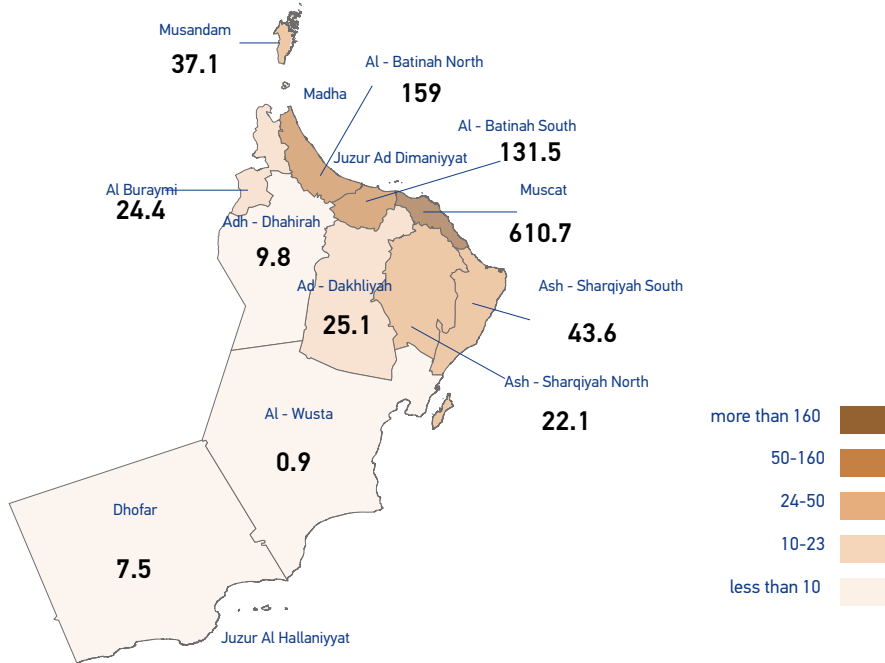 Musandam
37.1
Al - Batinah North
159
Madha
Al - Batinah South
131.5
Juzur Ad Dimaniyyat
Al Buraymi
24.4
Muscat
610.7
Adh - Dhahirah
9.8
Ad - Dakhliyah
25.1
Ash - Sharqiyah South
43.6
Ash - Sharqiyah North
22.1
Al - Wusta
0.9
Dhofar
7.5
Juzur Al Hallaniyyat
more than 160
50-160
24-50
10-23
less than 10